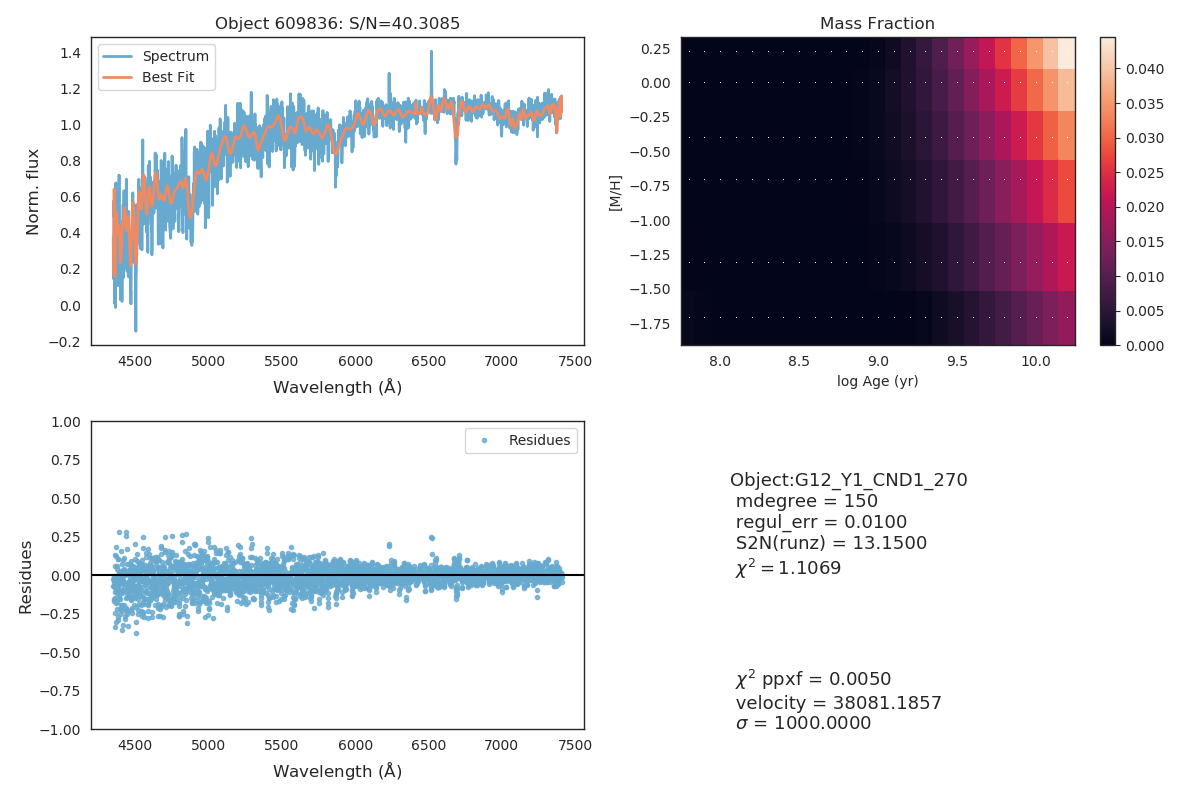 Object 609836: S/N=40.3085
Spectrum
Best Fit
1.4
1.2
1.0
0.8
0.6
0.4
0.2
0.0
−0.2
Norm. flux
4500 5000 5500 6000 6500 7000 7500
Wavelength (Å)
Mass Fraction
0.25
0.00
−0.25
−0.50
−0.75
−1.00
−1.25
−1.50
−1.75
[M/H]
8.0 8.5 9.0 9.5 10.0
log Age (yr)
0.040
0.035
0.030
0.025
0.020
0.015
0.010
0.005
0.000
Residues
1.00
0.75
0.50
0.25
0.00
−0.25
−0.50
−0.75
−1.00
Residues
4500 5000 5500 6000 6500 7000 7500
Wavelength (Å)
Object:G12_Y1_CND1_270
mdegree = 150
regul_err = 0.0100
S2N(runz) = 13.1500
χ² = 1.1069
χ² ppxf = 0.0050
velocity = 38081.1857
σ = 1000.0000